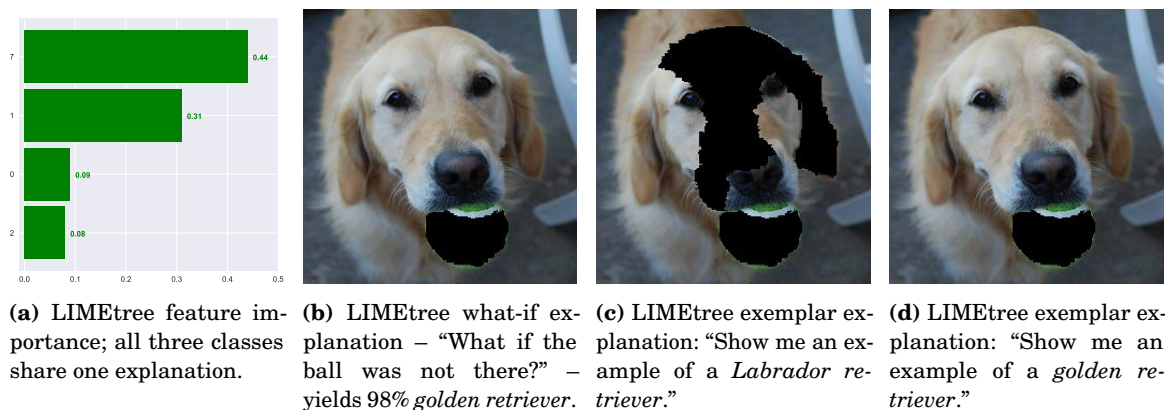 7
0.44
1
0.31
0
0.09
2
0.08
0.0 0.1 0.2 0.3 0.4 0.5
(a) LIMEtree feature im-
portance; all three classes
share one explanation.
(b) LIMEtree what-if ex-
planation – “What if the
ball was not there?” –
yields 98% golden retriever.
(c) LIMEtree exemplar ex-
planation: “Show me an ex-
ample of a Labrador re-
triever.”
(d) LIMEtree exemplar ex-
planation: “Show me an
example of a golden re-
triever.”